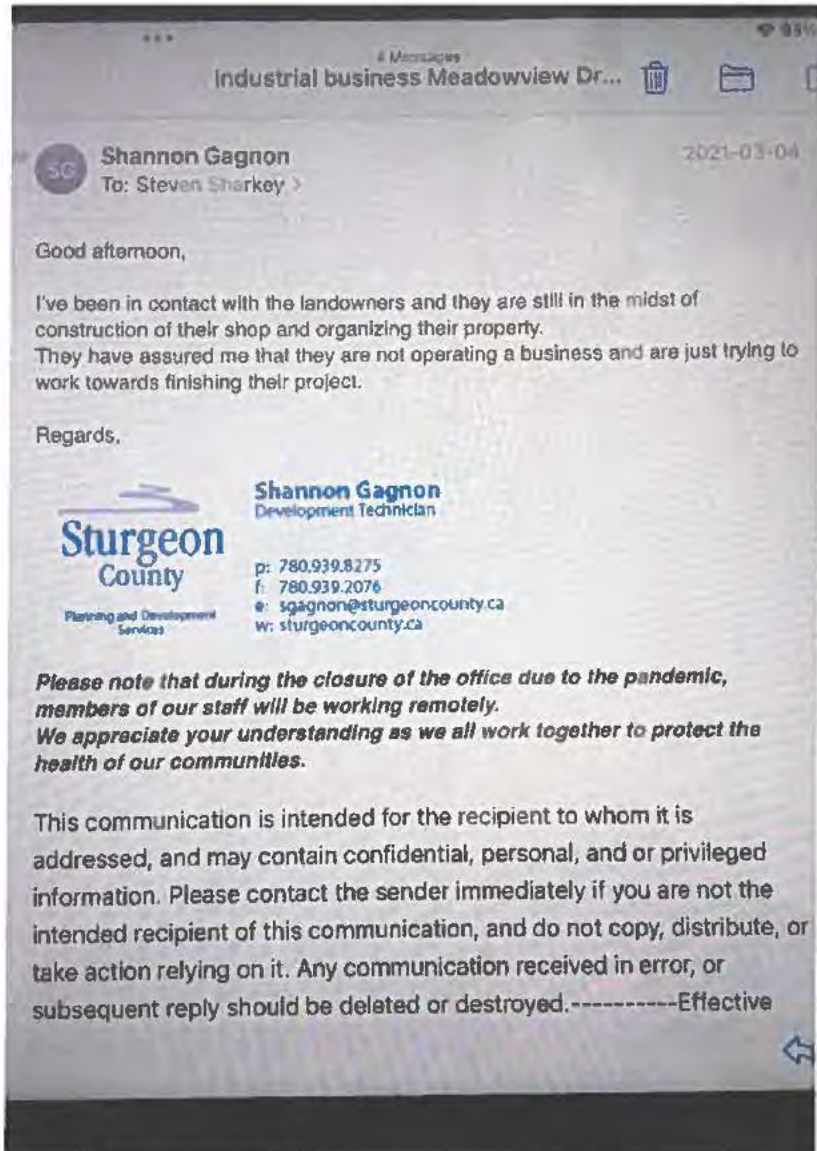 93%
4 Messages
Industrial business Meadowview Dr...
SG
Shannon Gagnon
2021-03-04
To: Steven Sharkey >
Good afternoon,
I've been in contact with the landowners and they are still in the midst of
construction of their shop and organizing their property.
They have assured me that they are not operating a business and are just trying to
work towards finishing their project.
Regards,
Sturgeon
County
Planning and Development
Services
Shannon Gagnon
Development Technician
p: 780.939.8275
f: 780.939.2076
e: sgagnon@sturgeoncounty.ca
w: sturgeoncounty.ca
Please note that during the closure of the office due to the pandemic,
members of our staff will be working remotely.
We appreciate your understanding as we all work together to protect the
health of our communities.
This communication is intended for the recipient to whom it is
addressed, and may contain confidential, personal, and or privileged
information. Please contact the sender immediately if you are not the
intended recipient of this communication, and do not copy, distribute, or
take action relying on it. Any communication received in error, or
subsequent reply should be deleted or destroyed.----------Effective